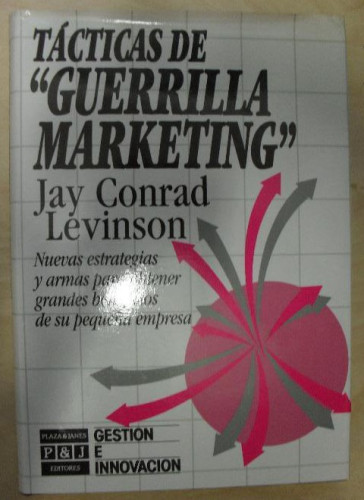 TÁCTICAS DE
“GUERRILLA
MARKETING”
Jay Conrad
Levinson
Nuevas estrategias
y armas para obtener
grandes
de su pequeña empresa
PLAZA & JANES
P & J
EDITORES
GESTION
E
INNOVACION